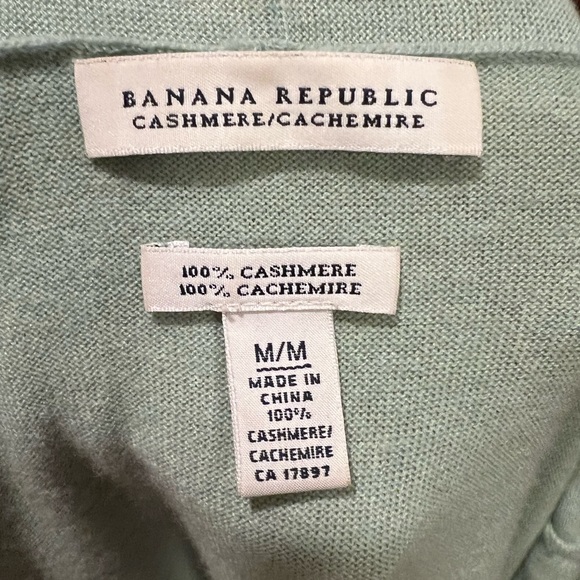 BANANA REPUBLIC
CASHMERE/CACHEMIRE
100% CASHMERE
100% CACHEMIRE
M/M
MADE IN
CHINA
100%
CASHMERE/
CACHEMIRE
CA 17897